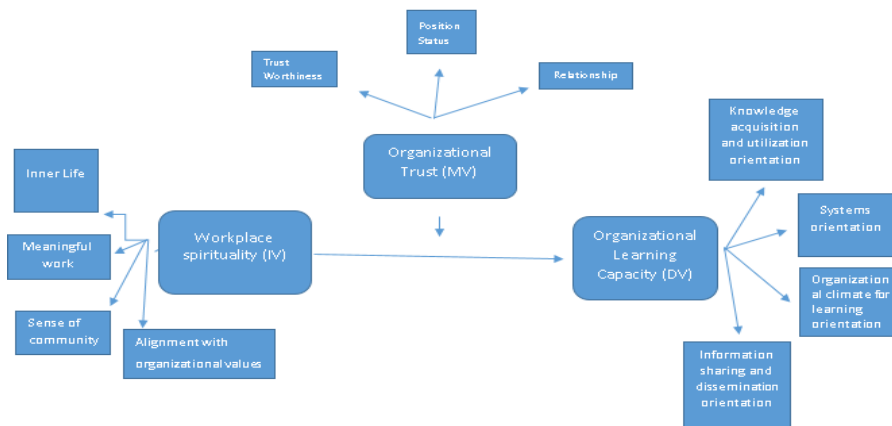 Position
Status
Trust
Worthiness
Relationship
Organizational
Trust (MV)
Knowledge
acquisition
and utilization
orientation
Inner Life
Systems
orientation
Workplace
spirituality (IV)
Organizational
Learning
Capacity (DV)
Meaningful
work
Organization
al climate for
learning
orientation
Sense of
community
Alignment with
organizational values
Information
sharing and
dissemination
orientation